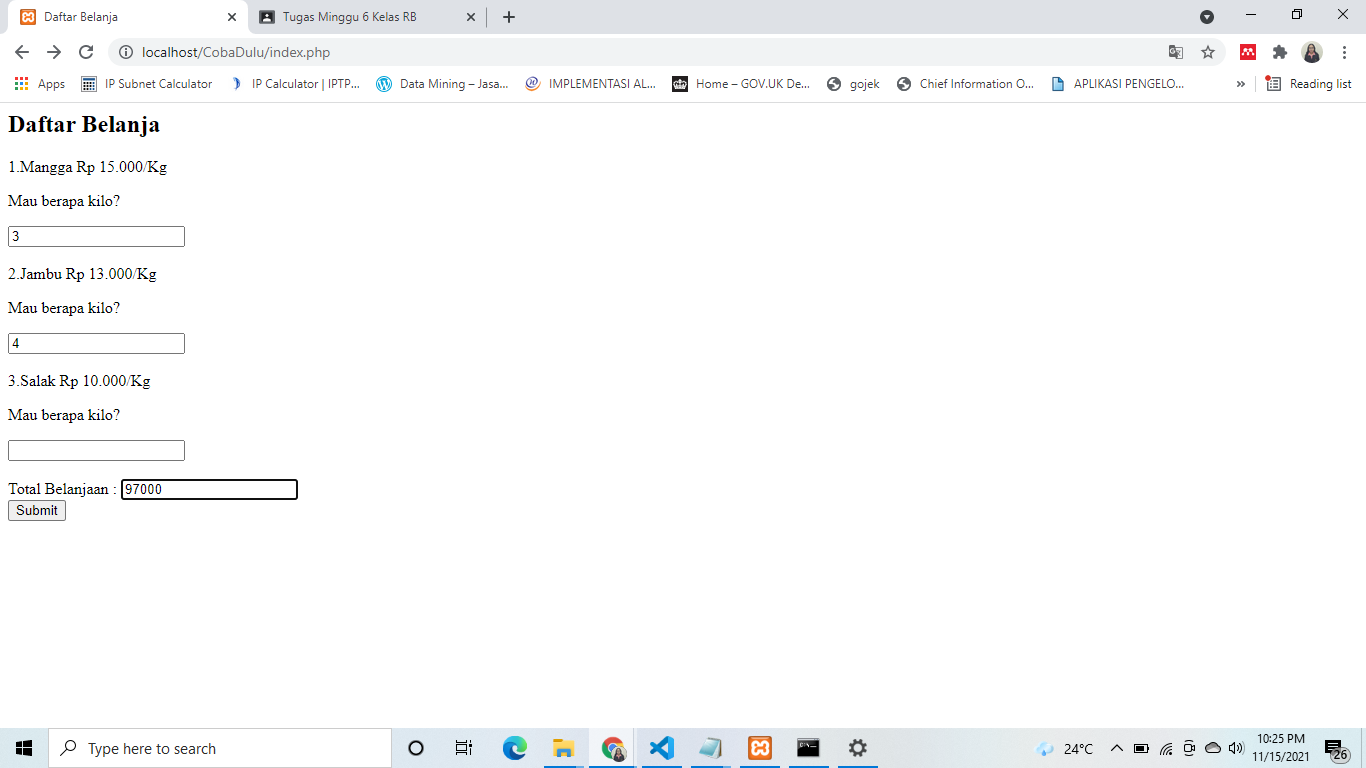 Daftar Belanja
Tugas Minggu 6 Kelas RB
localhost/CobaDulu/index.php
Apps
IP Subnet Calculator
IP Calculator | IPTP...
Data Mining – Jasa...
IMPLEMENTASI AL...
Home – GOV.UK De...
gojek
Chief Information O...
APLIKASI PENGELO...
»
Reading list
Daftar Belanja
1.Mangga Rp 15.000/Kg
Mau berapa kilo?
3
2.Jambu Rp 13.000/Kg
Mau berapa kilo?
4
3.Salak Rp 10.000/Kg
Mau berapa kilo?
Total Belanjaan : 97000
Submit
Type here to search
24°C
10:25 PM
11/15/2021
26